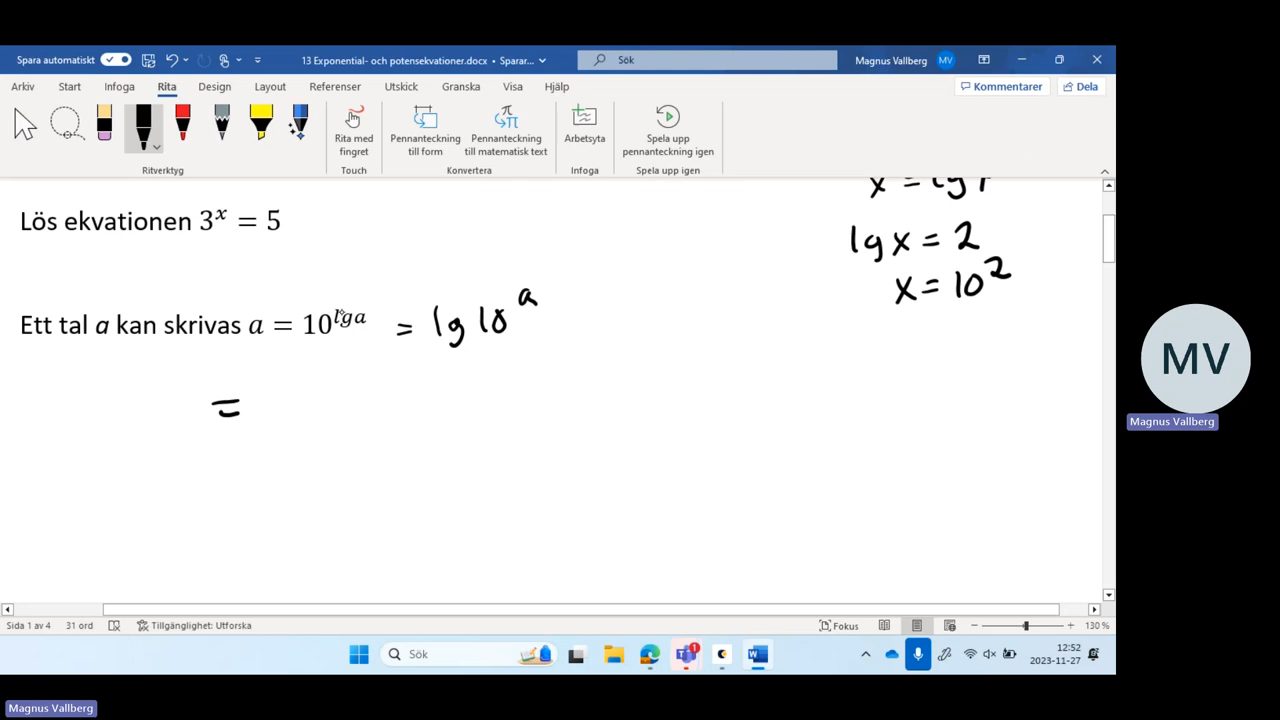 Spara automatiskt
13 Exponential- och potensekvationer.docx • Sparar...
Sök
Magnus Vallberg MV
Arkiv Start Infoga Rita Design Layout Referenser Utskick Granska Visa Hjälp
Kommentarer Dela
Rita med fingret
Pennanteckning till form
Pennanteckning till matematisk text
Arbetsyta
Spela upp pennanteckning igen
Ritverktyg Touch Konvertera Infoga Spela upp igen
Lös ekvationen 3^x = 5
lg x = 2
x = 10^2
Ett tal a kan skrivas a = 10^{lg a} = lg 10^a
=
MV
Magnus Vallberg
Sida 1 av 4 31 ord Tillgänglighet: Utforska Fokus 130 %
Sök
1
12:52
2023-11-27
Magnus Vallberg